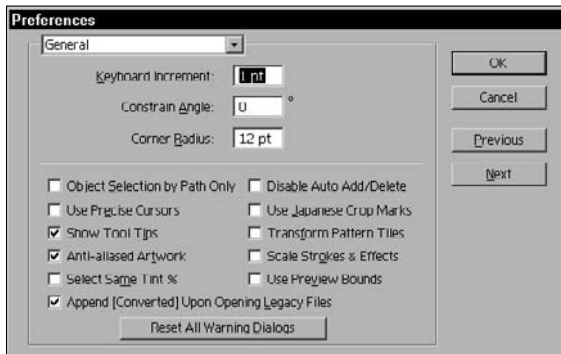 Preferences
General
Keyboard Increment: 1 pt
Constrain Angle: 0 °
Corner Radius: 12 pt
OK
Cancel
Previous
Next
Object Selection by Path Only
Disable Auto Add/Delete
Use Precise Cursors
Use Japanese Crop Marks
Show Tool Tips
Transform Pattern Tiles
Anti-aliased Artwork
Scale Strokes & Effects
Select Same Tint %
Use Preview Bounds
Append [Converted] Upon Opening Legacy Files
Reset All Warning Dialogs